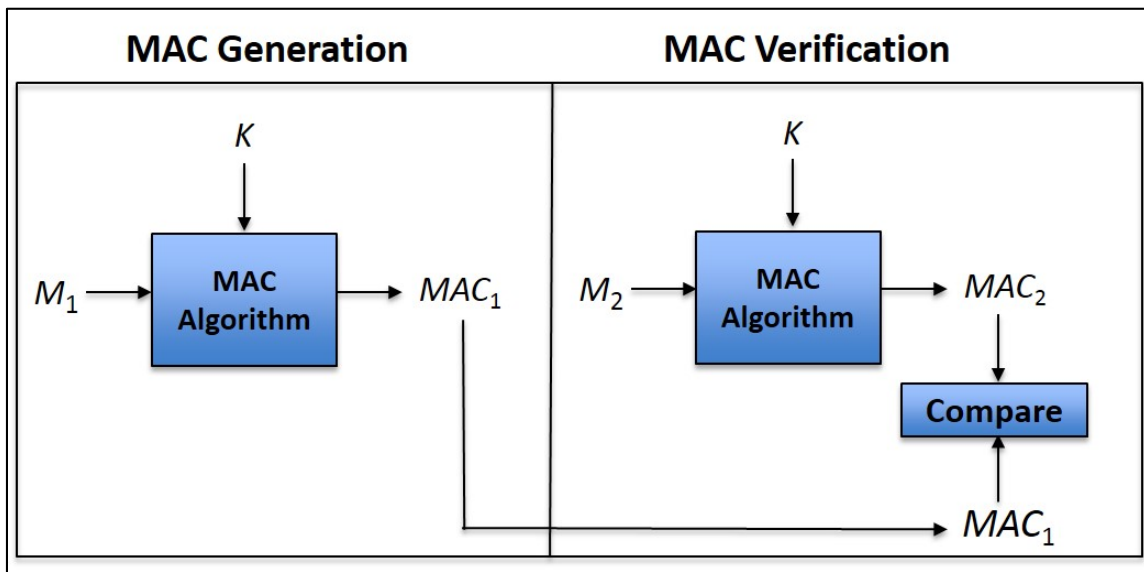 MAC Generation
MAC Verification
K
M₁
MAC
Algorithm
MAC₁
K
M₂
MAC
Algorithm
MAC₂
Compare
MAC₁